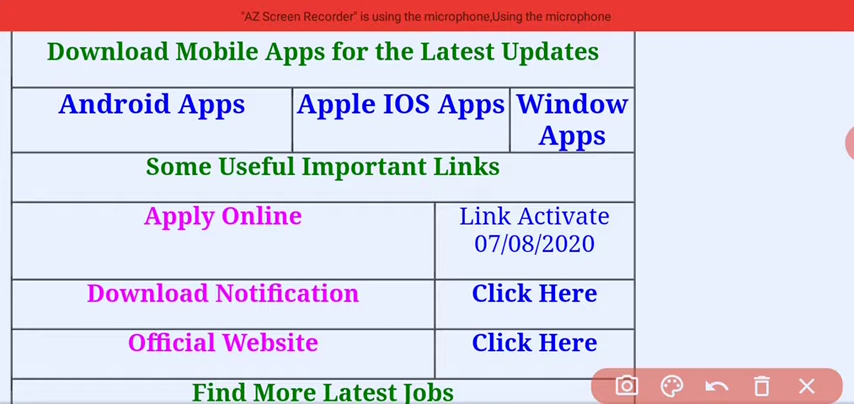 "AZ Screen Recorder" is using the microphone,Using the microphone
Download Mobile Apps for the Latest Updates
Android Apps
Apple IOS Apps
Window
Apps
Some Useful Important Links
Apply Online
Link Activate
07/08/2020
Download Notification
Click Here
Official Website
Click Here
Find More Latest Jobs